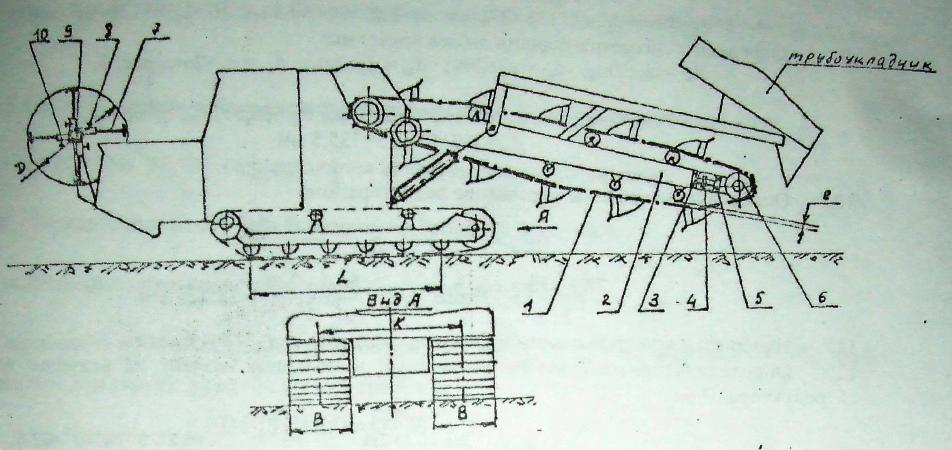 10 9 8 7
трубоукладчик
D
А
e
L
1 2 3 4 5 6
Вид А
К
В В